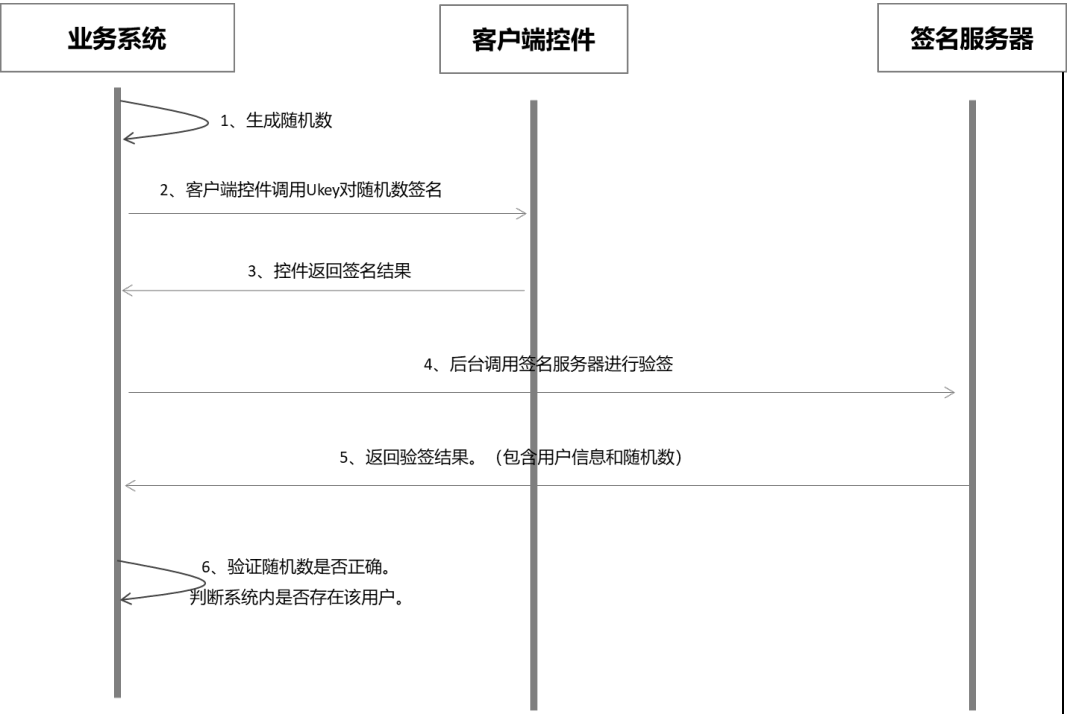 业务系统
客户端控件
签名服务器
1、生成随机数
2、客户端控件调用Ukey对随机数签名
3、控件返回签名结果
4、后台调用签名服务器进行验签
5、返回验签结果。（包含用户信息和随机数）
6、验证随机数是否正确。
判断系统内是否存在该用户。